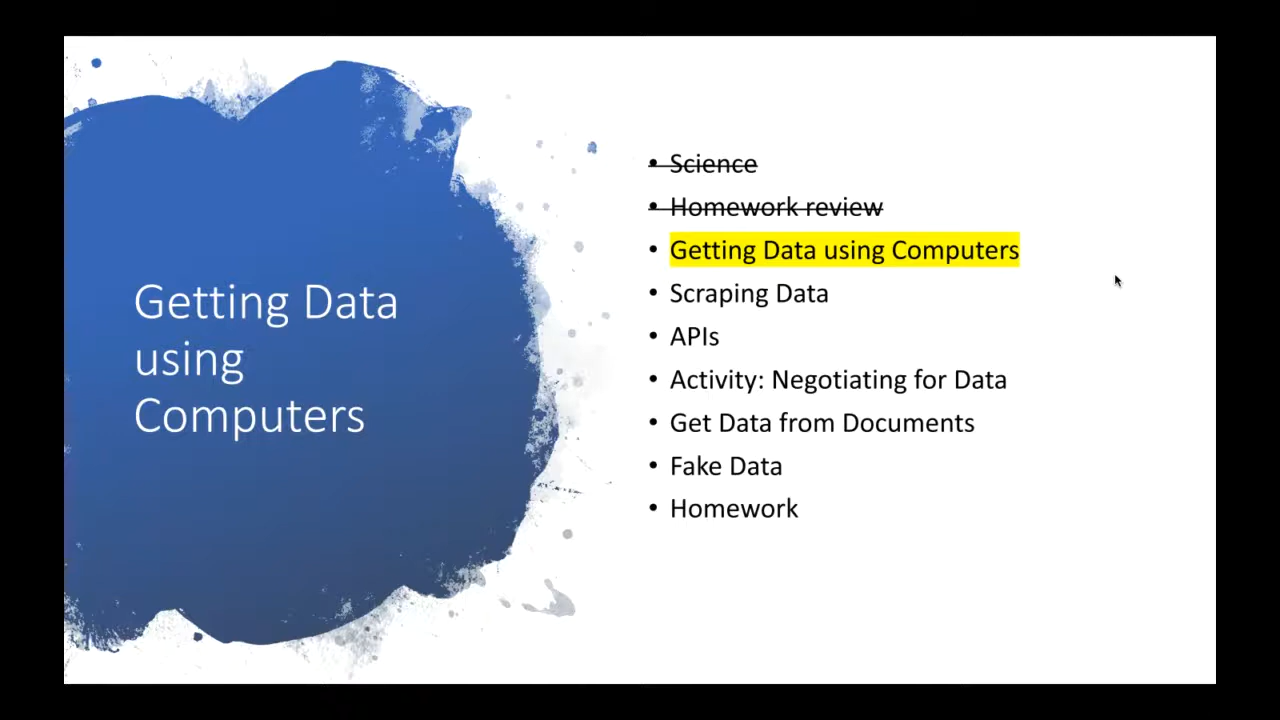 Getting Data
using
Computers
• Science
• Homework review
• Getting Data using Computers
• Scraping Data
• APIs
• Activity: Negotiating for Data
• Get Data from Documents
• Fake Data
• Homework